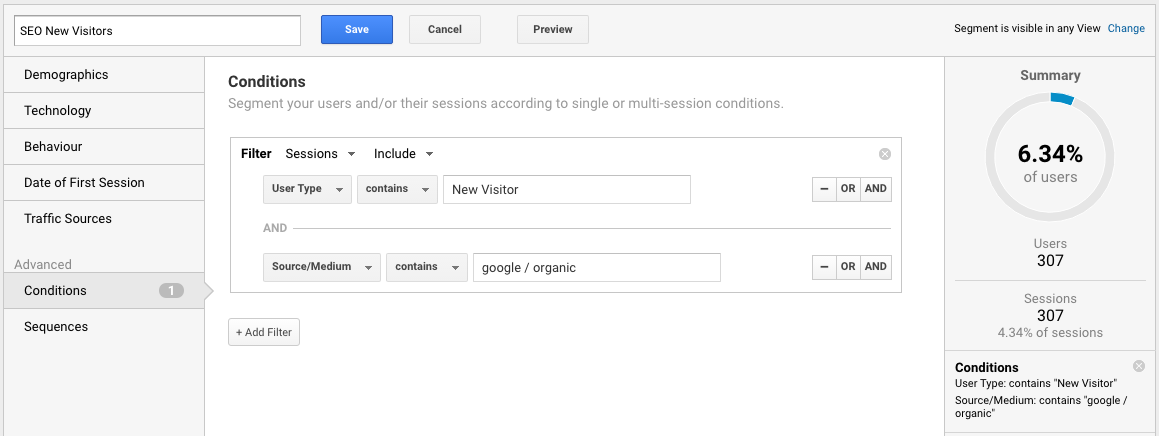 SEO New Visitors
Save
Cancel
Preview
Segment is visible in any View Change
Demographics
Technology
Behaviour
Date of First Session
Traffic Sources
Advanced
Conditions 1
Sequences
Conditions
Segment your users and/or their sessions according to single or multi-session conditions.
Filter Sessions Include
User Type contains New Visitor - OR AND
AND
Source/Medium contains google / organic - OR AND
+ Add Filter
Summary
6.34%
of users
Users
307
Sessions
307
4.34% of sessions
Conditions
User Type: contains "New Visitor"
Source/Medium: contains "google /
organic"